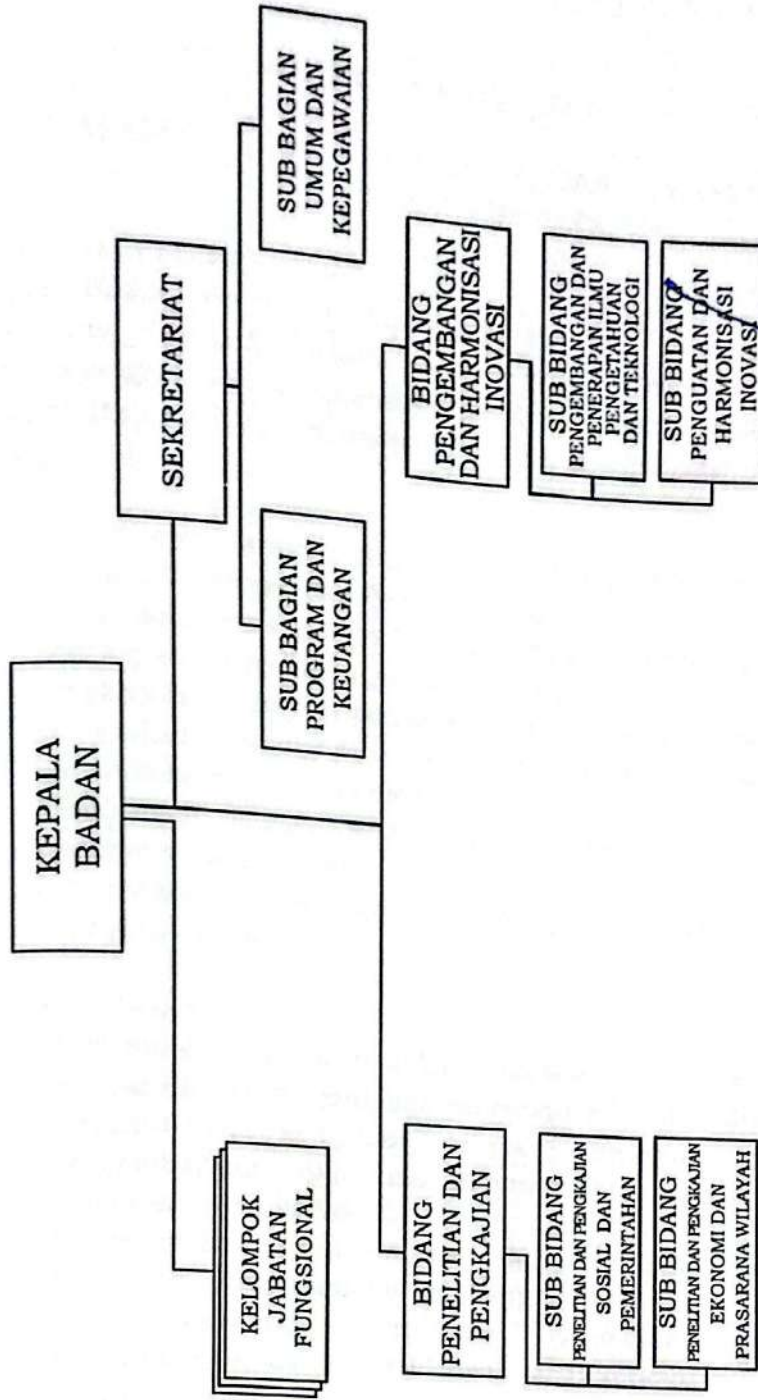 KEPALA
BADAN
SEKRETARIAT
KELOMPOK
JABATAN
FUNGSIONAL
SUB BAGIAN
PROGRAM DAN
KEUANGAN
SUB BAGIAN
UMUM DAN
KEPEGAWAIAN
BIDANG
PENELITIAN DAN
PENGKAJIAN
BIDANG
PENGEMBANGAN
DAN HARMONISASI
INOVASI
SUB BIDANG
PENELITIAN DAN PENGKAJIAN
SOSIAL DAN
PEMERINTAHAN
SUB BIDANG
PENGEMBANGAN DAN
PENERAPAN ILMU
PENGETAHUAN
DAN TEKNOLOGI
SUB BIDANG
PENELITIAN DAN PENGKAJIAN
EKONOMI DAN
PRASARANA WILAYAH
SUB BIDANG
PENGUATAN DAN
HARMONISASI
INOVASI